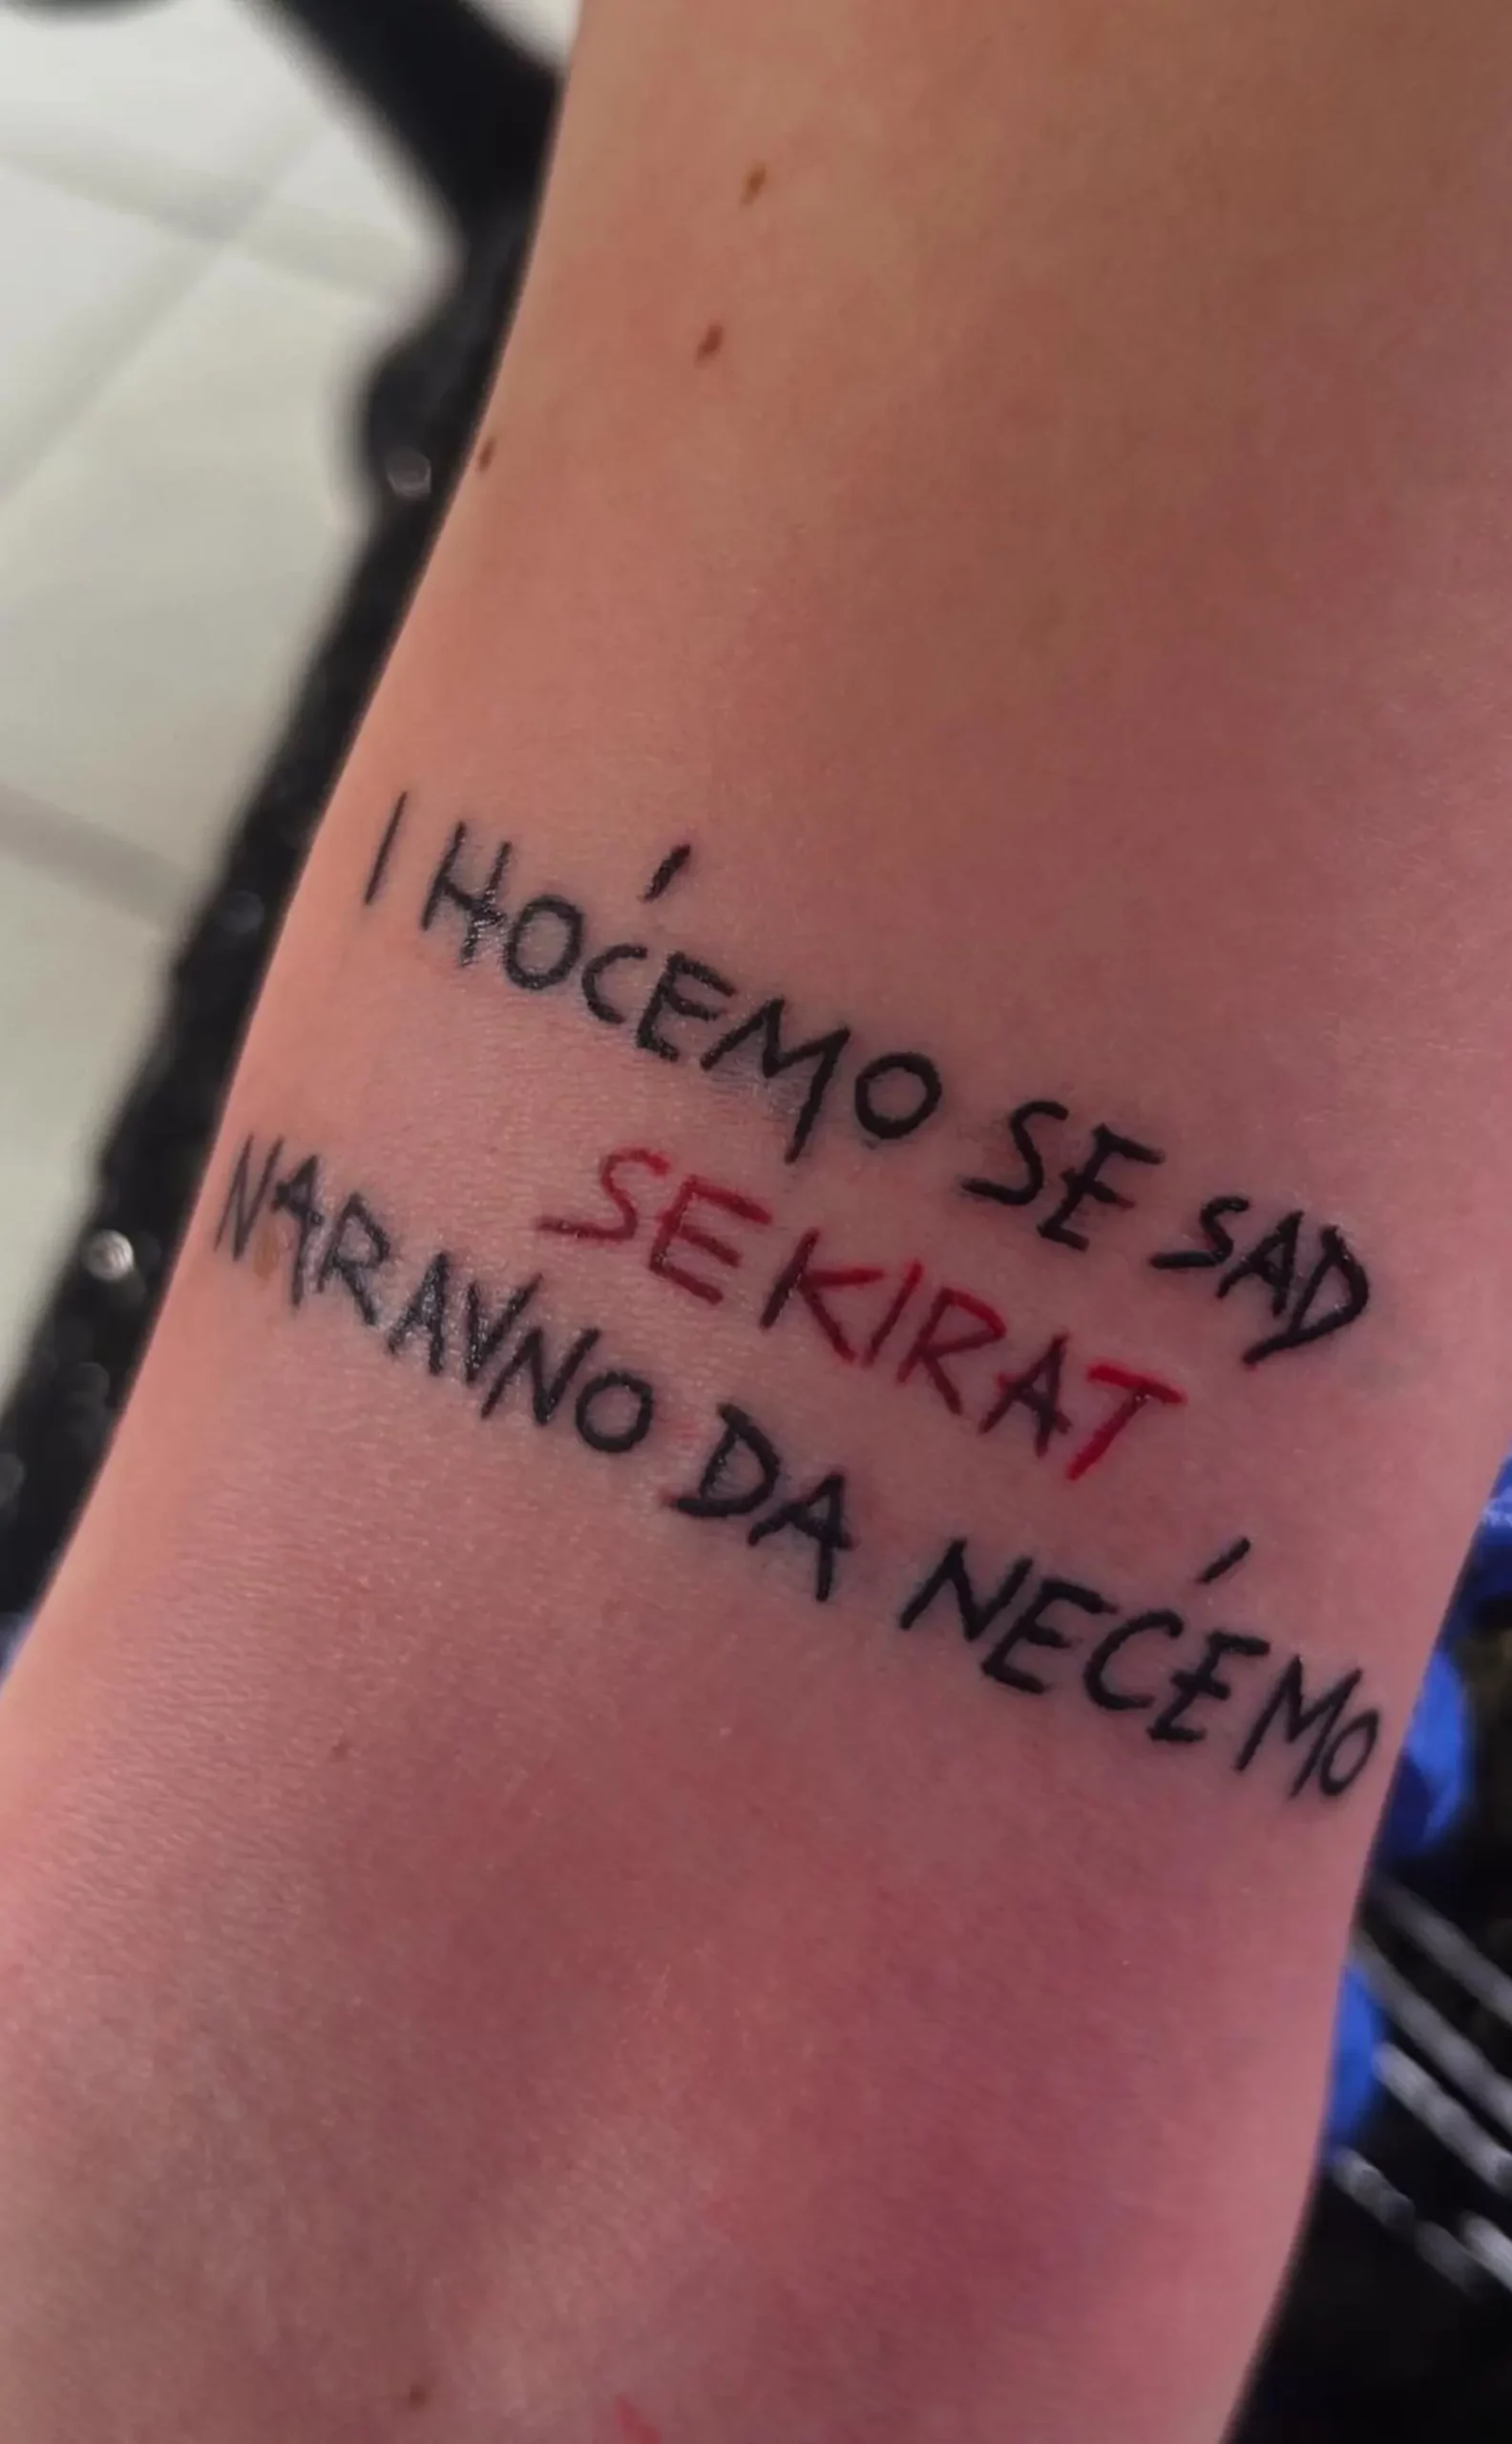 I HOĆEMO SE SAD
SEKIRAT
NARAVNO DA NEĆEMO